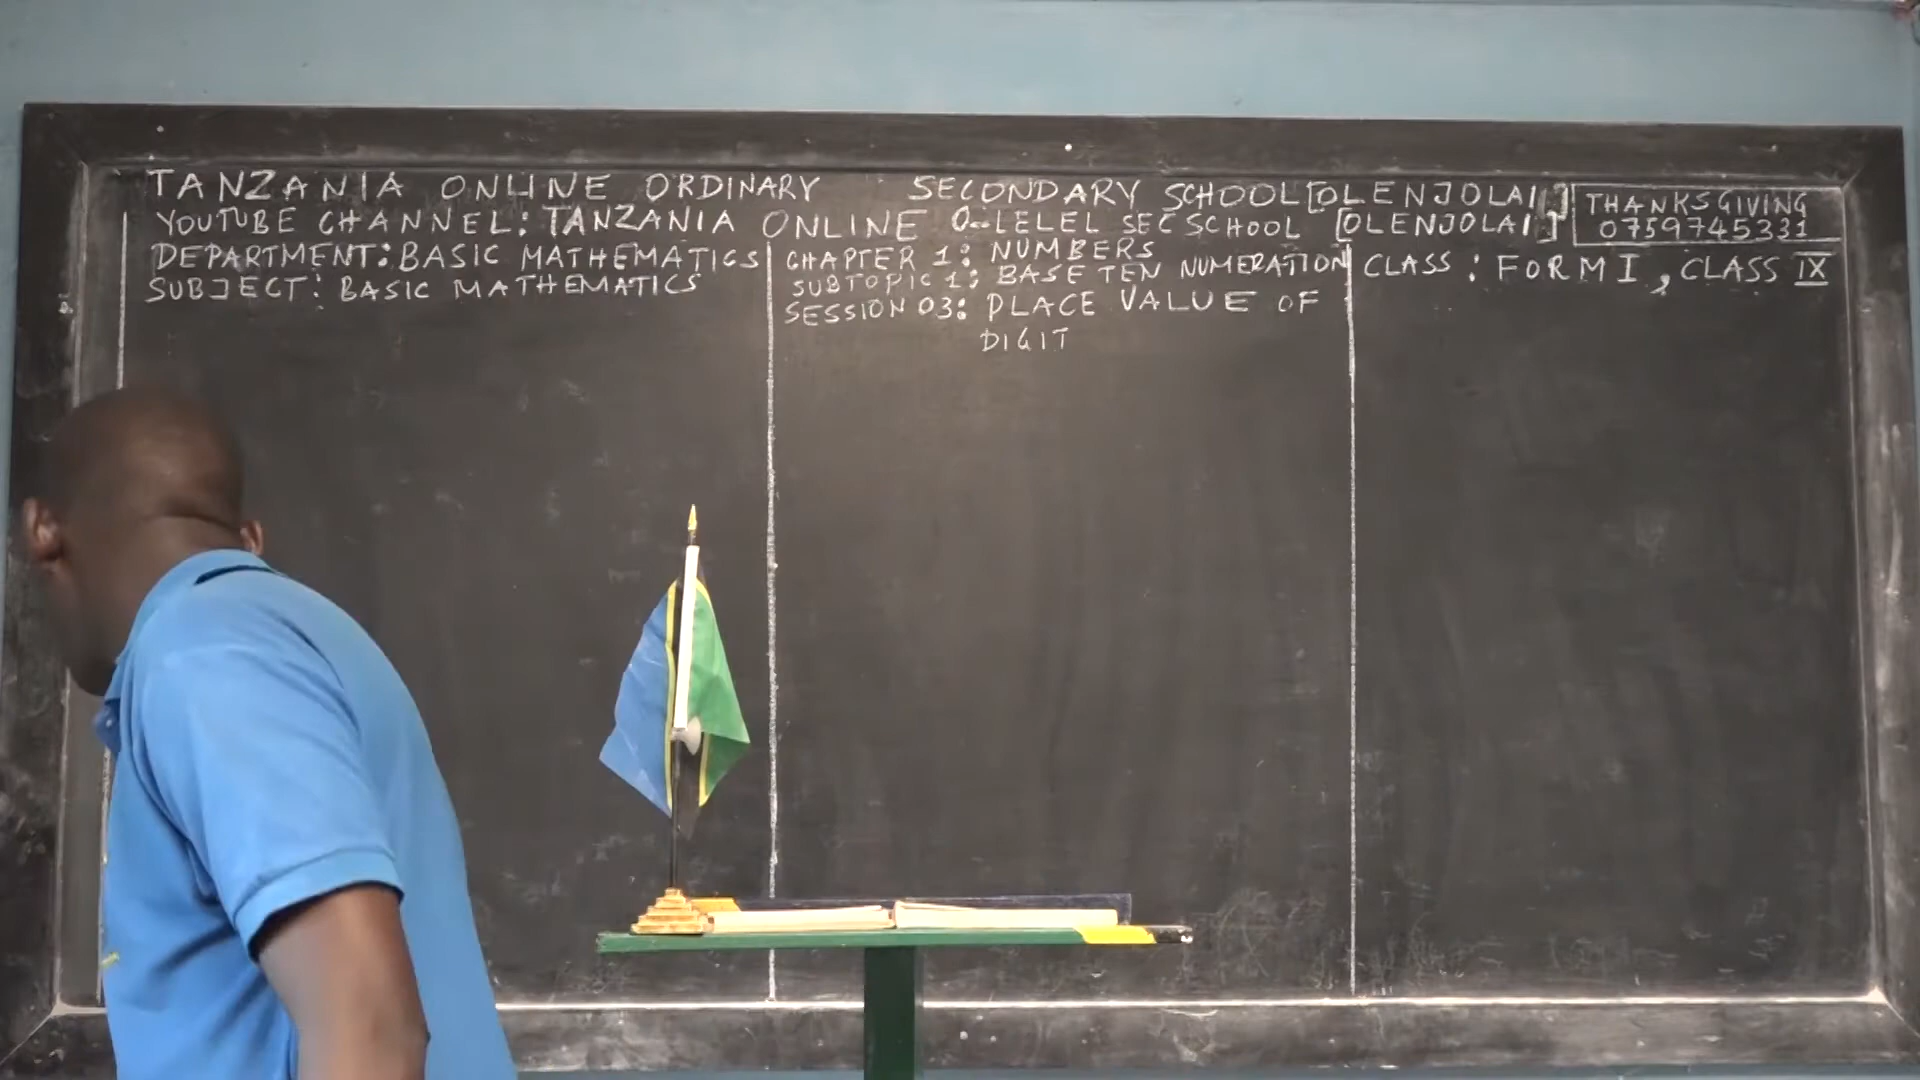 TANZANIA ONLINE ORDINARY SECONDARY SCHOOL [OLENJOLAI]
YOUTUBE CHANNEL: TANZANIA ONLINE O-LELEL SEC SCHOOL [OLENJOLAI]
THANKSGIVING
0759745331
DEPARTMENT: BASIC MATHEMATICS
SUBJECT: BASIC MATHEMATICS
CHAPTER 1: NUMBERS
SUBTOPIC 1: BASE TEN NUMERATION
SESSION 03: PLACE VALUE OF
DIGIT
CLASS: FORM I, CLASS IX